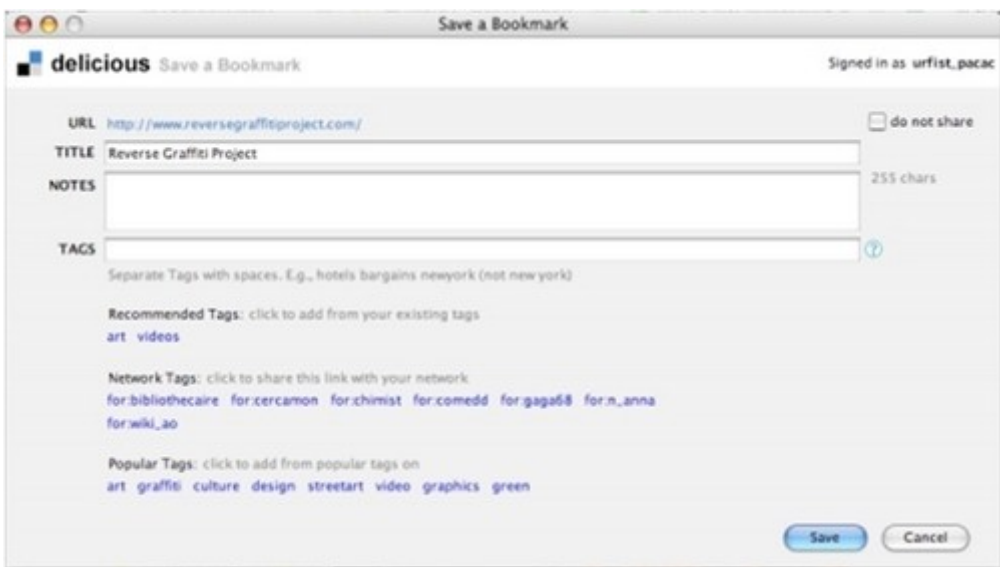 Save a Bookmark
delicious Save a Bookmark
Signed in as urfist_pacac
URL http://www.reversegraffitiproject.com/
do not share
TITLE Reverse Graffiti Project
NOTES
255 chars
TAGS
?
Separate Tags with spaces. E.g., hotels bargains newyork (not new york)
Recommended Tags: click to add from your existing tags
art videos
Network Tags: click to share this link with your network
for:bibliothecaire for:cercamon for:chimist for:comedd for:gaga68 for:n_anna
for:wiki_ao
Popular Tags: click to add from popular tags on
art graffiti culture design streetart video graphics green
Save Cancel